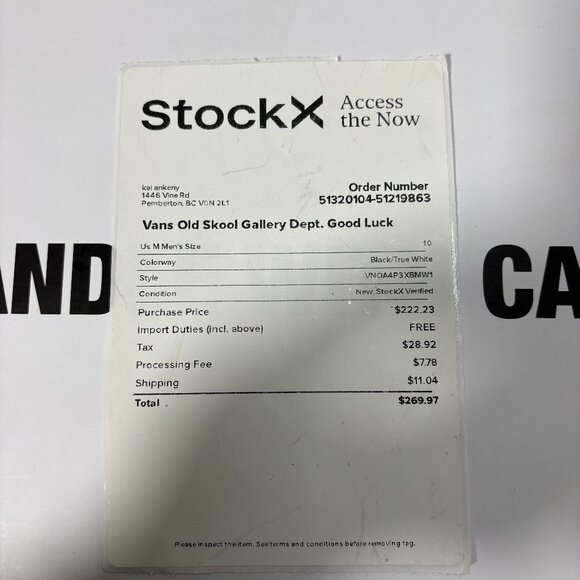 StockX Access
the Now
kai ankeny
1446 Vine Rd
Pemberton, BC V0N 2L1
Order Number
51320104-51219863
Vans Old Skool Gallery Dept. Good Luck
Us M Men's Size 10
Colorway Black/True White
Style VN0A4P3XBMW1
Condition New, StockX Verified
Purchase Price $222.23
Import Duties (incl. above) FREE
Tax $28.92
Processing Fee $7.78
Shipping $11.04
Total $269.97
AND
CA
Please inspect the item. See terms and conditions before removing tag.